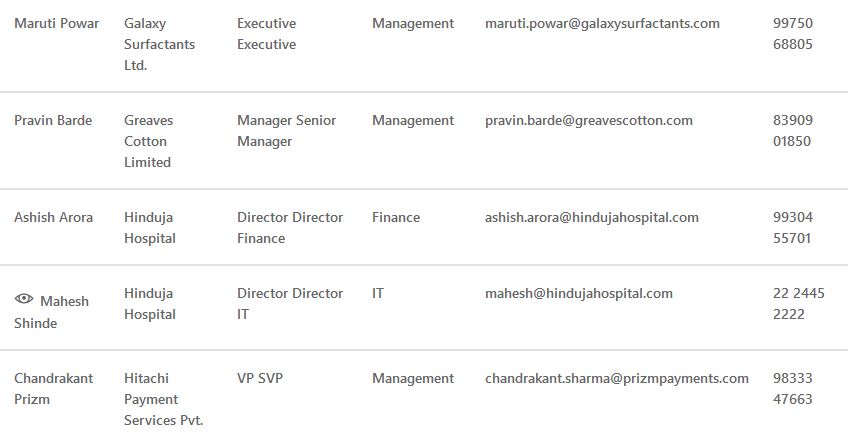 Maruti Powar Galaxy Executive Management maruti.powar@galaxysurfactants.com 99750
Surfactants Executive 68805
Ltd.
Pravin Barde Greaves Manager Senior Management pravin.barde@greavescotton.com 83909
Cotton Manager 01850
Limited
Ashish Arora Hinduja Director Director Finance ashish.arora@hindujahospital.com 99304
Hospital Finance 55701
Mahesh Hinduja Director Director IT mahesh@hindujahospital.com 22 2445
Shinde Hospital IT 2222
Chandrakant Hitachi VP SVP Management chandrakant.sharma@prizmpayments.com 98333
Prizm Payment 47663
Services Pvt.